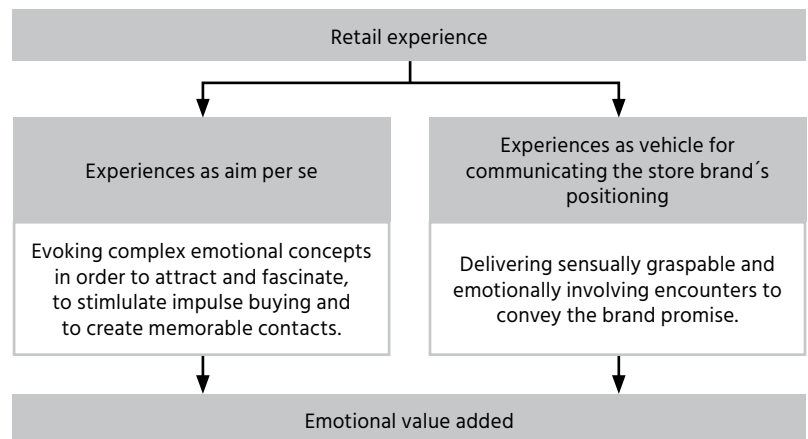 Retail experience
Experiences as aim per se
Evoking complex emotional concepts
in order to attract and fascinate,
to stimlulate impulse buying and
to create memorable contacts.
Experiences as vehicle for
communicating the store brand´s
positioning
Delivering sensually graspable and
emotionally involving encounters to
convey the brand promise.
Emotional value added